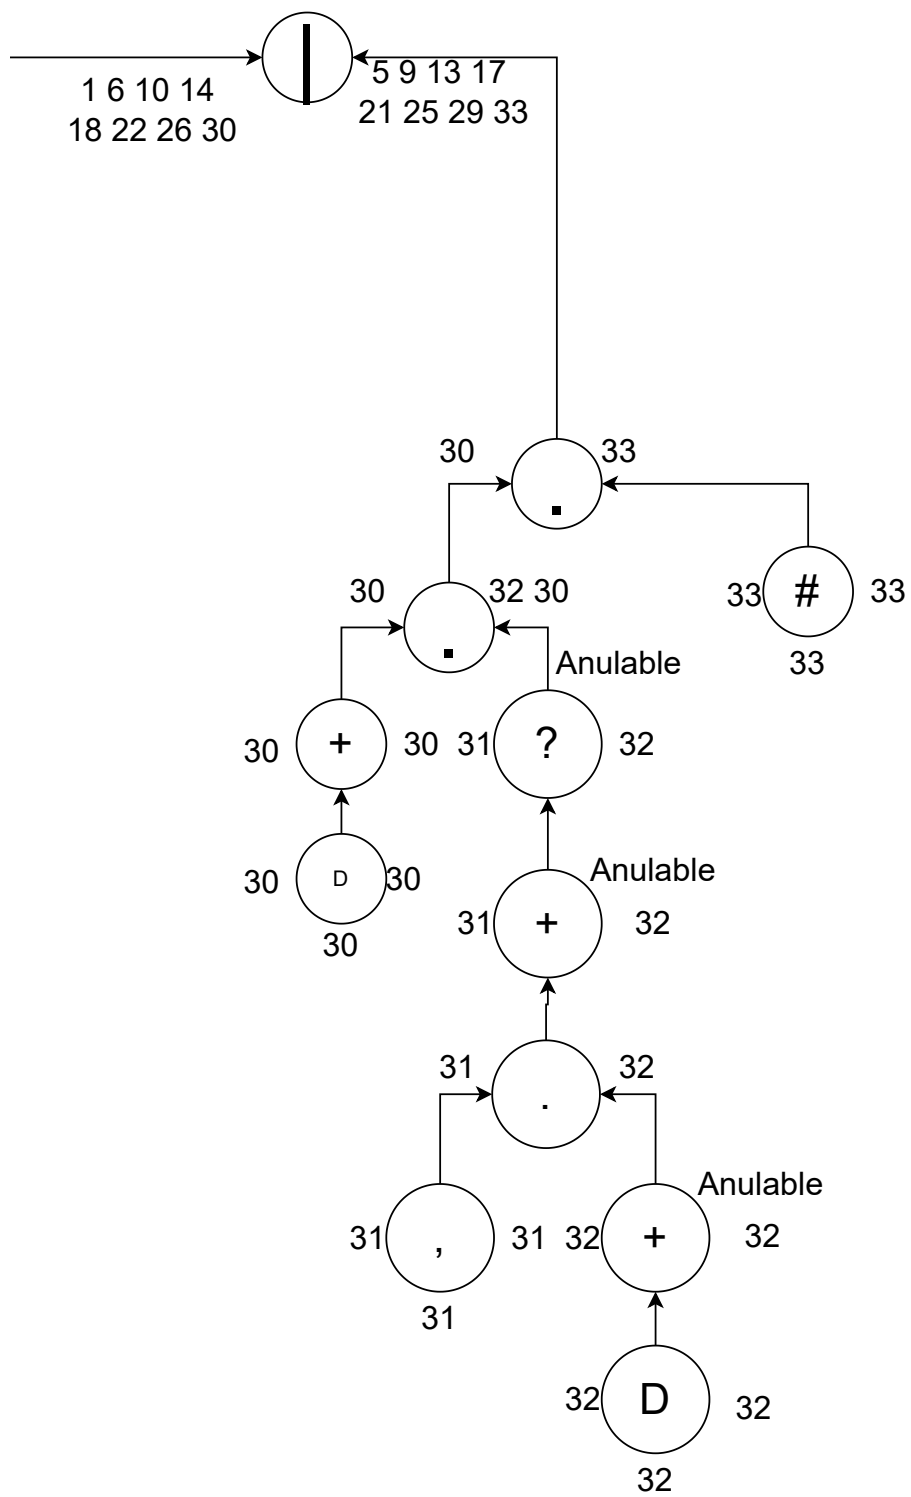 |
5 9 13 17
1 6 10 14
21 25 29 33
18 22 26 30
30 33
.
30 32 30 33 # 33
.
Anulable 33
30 + 30 31 ? 32
Anulable
30 D 30
31 + 32
30
31 32
.
Anulable
31 , 31 32 + 32
31
32 D 32
32